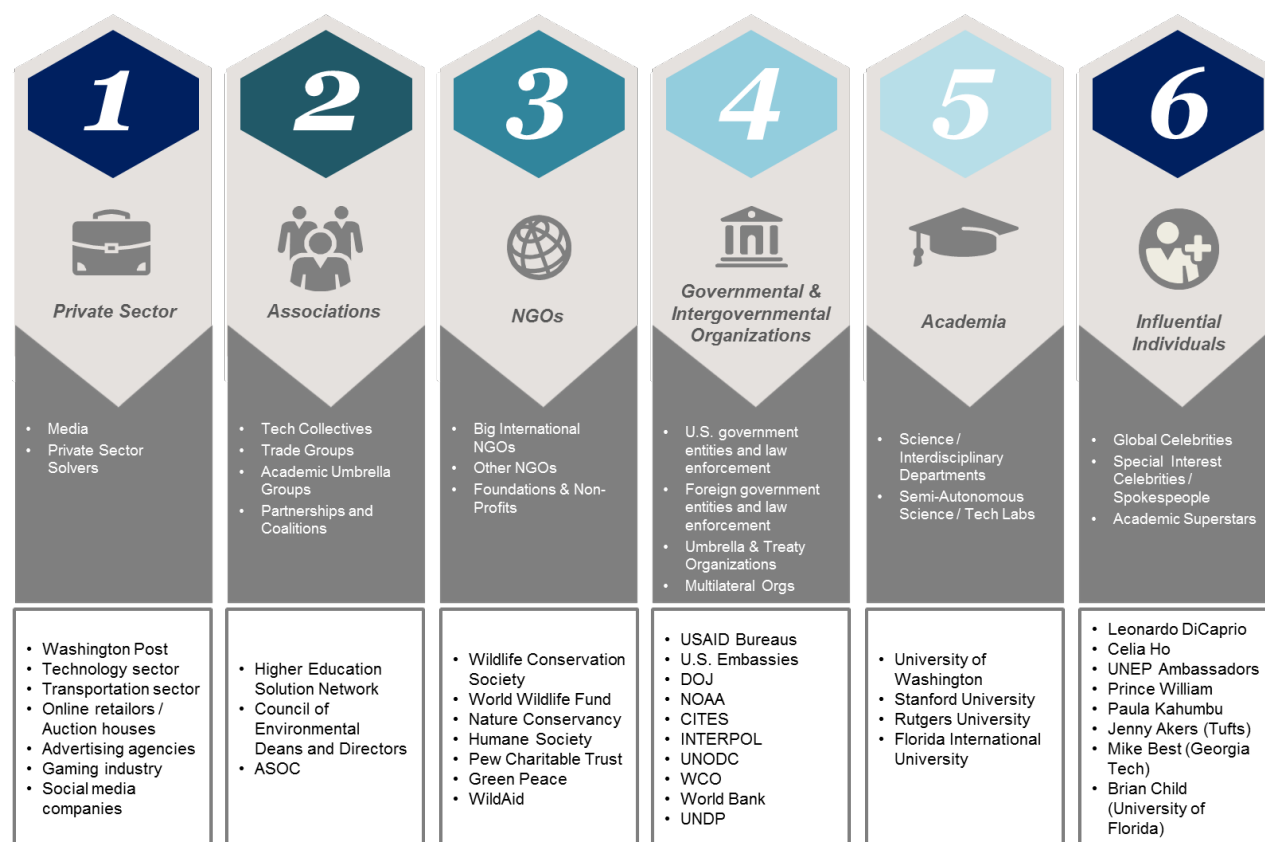 1
Private Sector
• Media
• Private Sector
Solvers
• Washington Post
• Technology sector
• Transportation sector
• Online retailors /
Auction houses
• Advertising agencies
• Gaming industry
• Social media
companies
2
Associations
• Tech Collectives
• Trade Groups
• Academic Umbrella
Groups
• Partnerships and
Coalitions
• Higher Education
Solution Network
• Council of
Environmental
Deans and Directors
• ASOC
3
NGOs
• Big International
NGOs
• Other NGOs
• Foundations & Non-
Profits
• Wildlife Conservation
Society
• World Wildlife Fund
• Nature Conservancy
• Humane Society
• Pew Charitable Trust
• Green Peace
• WildAid
4
Governmental &
Intergovernmental
Organizations
• U.S. government
entities and law
enforcement
• Foreign government
entities and law
enforcement
• Umbrella & Treaty
Organizations
• Multilateral Orgs
• USAID Bureaus
• U.S. Embassies
• DOJ
• NOAA
• CITES
• INTERPOL
• UNODC
• WCO
• World Bank
• UNDP
5
Academia
• Science /
Interdisciplinary
Departments
• Semi-Autonomous
Science / Tech Labs
• University of
Washington
• Stanford University
• Rutgers University
• Florida International
University
6
Influential
Individuals
• Global Celebrities
• Special Interest
Celebrities /
Spokespeople
• Academic Superstars
• Leonardo DiCaprio
• Celia Ho
• UNEP Ambassadors
• Prince William
• Paula Kahumbu
• Jenny Akers (Tufts)
• Mike Best (Georgia
Tech)
• Brian Child
(University of
Florida)